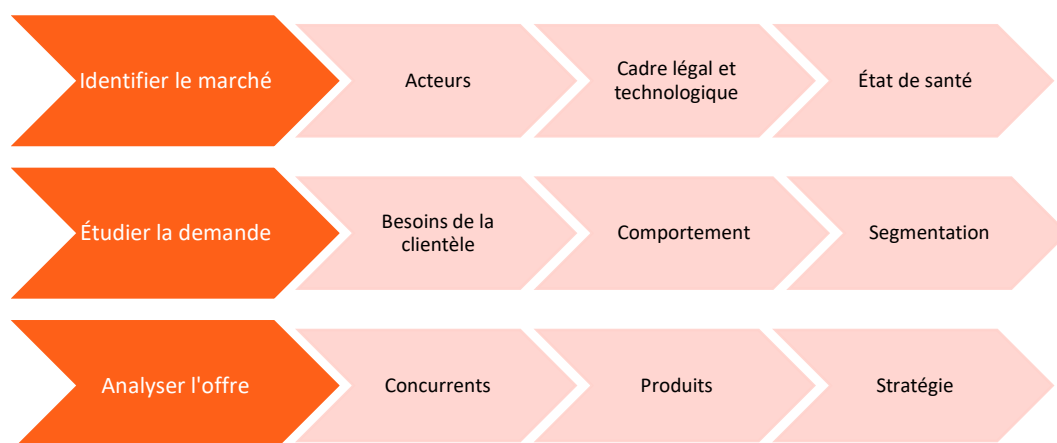 Identifier le marché
Acteurs
Cadre légal et
technologique
État de santé
Étudier la demande
Besoins de la
clientèle
Comportement
Segmentation
Analyser l'offre
Concurrents
Produits
Stratégie